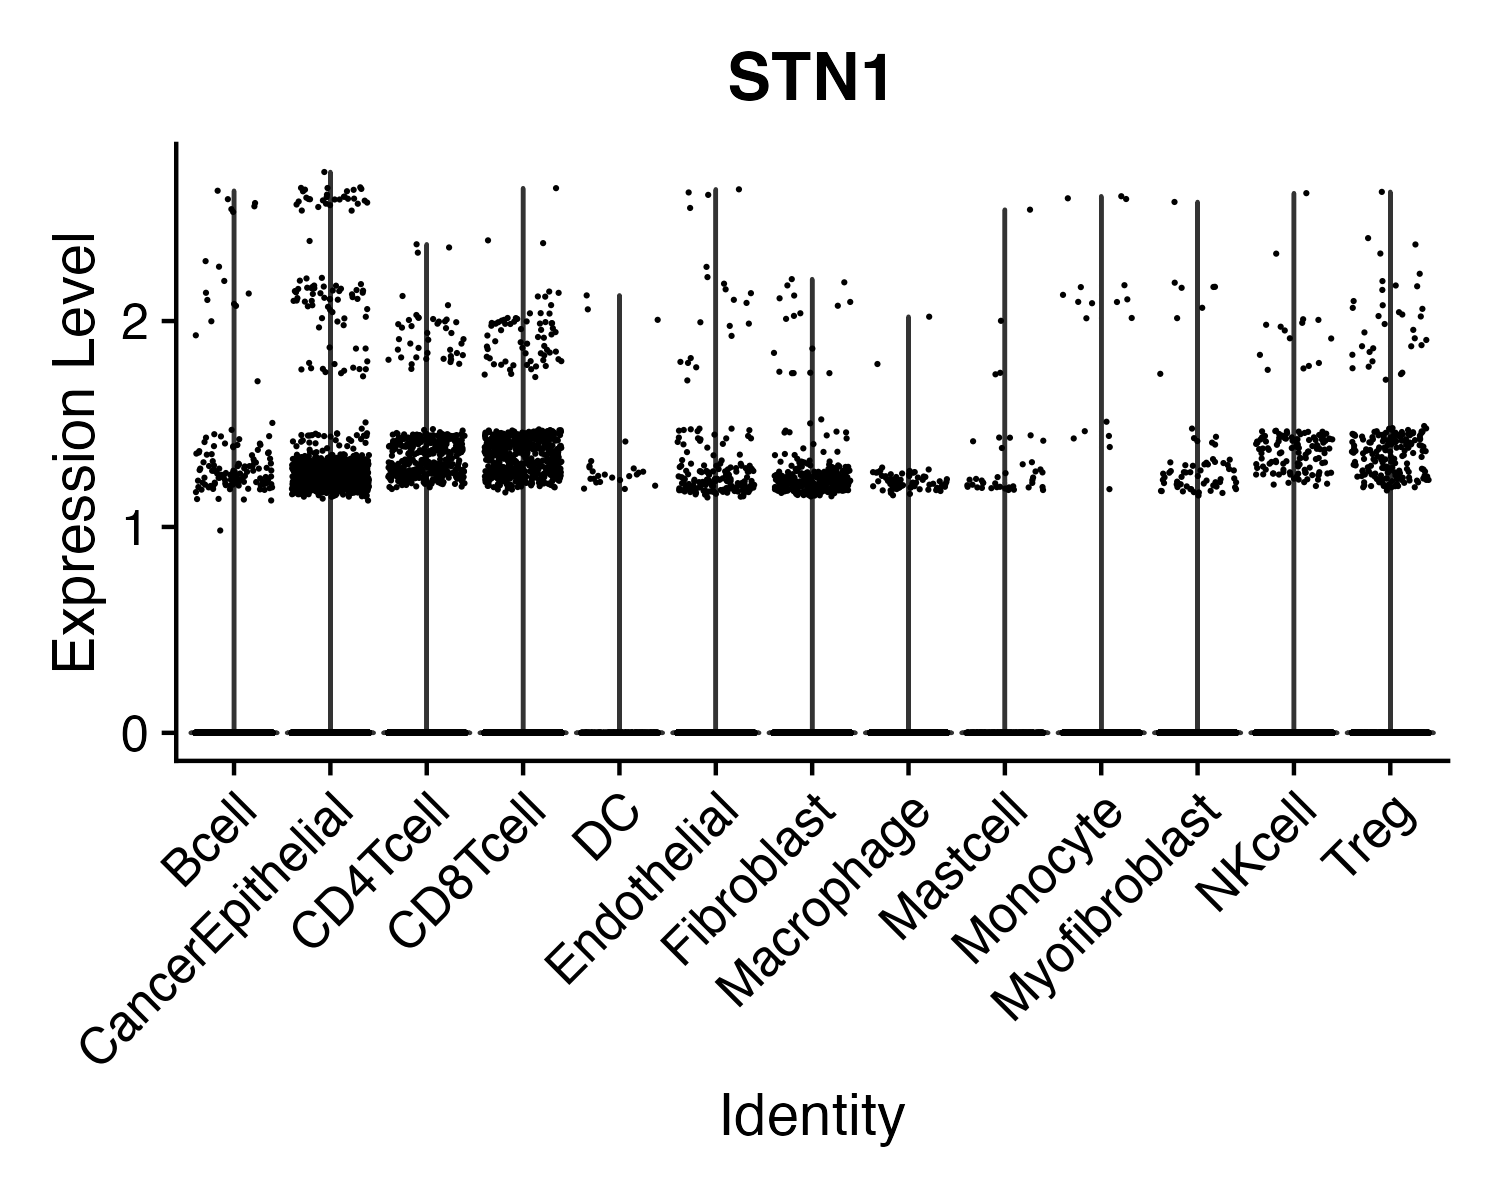 STN1
Expression Level
2
1
0
Bcell
CancerEpithelial
CD4Tcell
CD8Tcell
DC
Endothelial
Fibroblast
Macrophage
Mastcell
Monocyte
Myofibroblast
NKcell
Treg
Identity